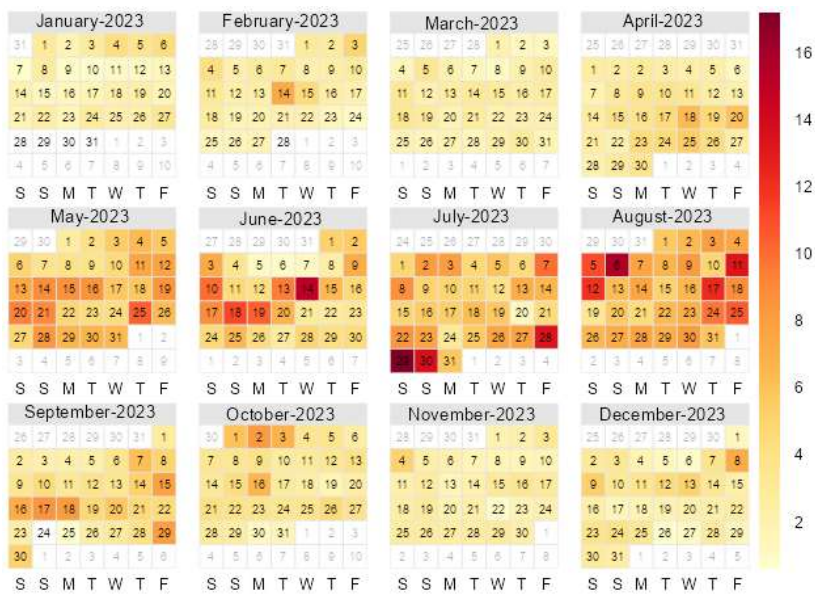 January-2023
31 1 2 3 4 5 6
7 8 9 10 11 12 13
14 15 16 17 18 19 20
21 22 23 24 25 26 27
28 29 30 31 1 2 3
4 5 6 7 8 9 10
S S M T W T F
February-2023
28 29 30 31 1 2 3
4 5 6 7 8 9 10
11 12 13 14 15 16 17
18 19 20 21 22 23 24
25 26 27 28 1 2 3
4 5 6 7 8 9 10
S S M T W T F
March-2023
25 26 27 28 1 2 3
4 5 6 7 8 9 10
11 12 13 14 15 16 17
18 19 20 21 22 23 24
25 26 27 28 29 30 31
1 2 3 4 5 6 7
S S M T W T F
April-2023
25 26 27 28 29 30 31
1 2 2 3 4 5 6
7 8 9 10 11 12 13
14 15 16 17 18 19 20
21 22 23 24 25 26 27
28 29 30 1 2 3 4
S S M T W T F
May-2023
29 30 1 2 3 4 5
6 7 8 9 10 11 12
13 14 15 16 17 18 19
20 21 22 23 24 25 26
27 28 29 30 31 1 2
3 4 5 6 7 8 9
S S M T W T F
June-2023
27 28 29 30 31 1 2
3 4 5 6 7 8 9
10 11 12 13 14 15 16
17 18 19 20 21 22 23
24 25 26 27 28 29 30
1 2 3 4 5 6 7
S S M T W T F
July-2023
24 25 26 27 28 29 30
1 2 3 4 5 6 7
8 9 10 11 12 13 14
15 16 17 18 19 20 21
22 23 24 25 26 27 28
29 30 31 1 2 3 4
S S M T W T F
August-2023
29 30 31 1 2 3 4
5 6 7 8 9 10 11
12 13 14 15 16 17 18
19 20 21 22 23 24 25
26 27 28 29 30 31 1
2 3 4 5 6 7 8
S S M T W T F
September-2023
26 27 28 29 30 31 1
2 3 4 5 6 7 8
9 10 11 12 13 14 15
16 17 18 19 20 21 22
23 24 25 26 27 28 29
30 1 2 3 4 5 6
S S M T W T F
October-2023
30 1 2 3 4 5 6
7 8 9 10 11 12 13
14 15 16 17 18 19 20
21 22 23 24 25 26 27
28 29 30 31 1 2 3
4 5 6 7 8 9 10
S S M T W T F
November-2023
28 29 30 31 1 2 3
4 5 6 7 8 9 10
11 12 13 14 15 16 17
18 19 20 21 22 23 24
25 26 27 28 29 30 1
2 3 4 5 6 7 8
S S M T W T F
December-2023
25 26 27 28 29 30 1
2 3 4 5 6 7 8
9 10 11 12 13 14 15
16 17 18 19 20 21 22
23 24 25 26 27 28 29
30 31 1 2 3 4 5
S S M T W T F
16
14
12
10
8
6
4
2